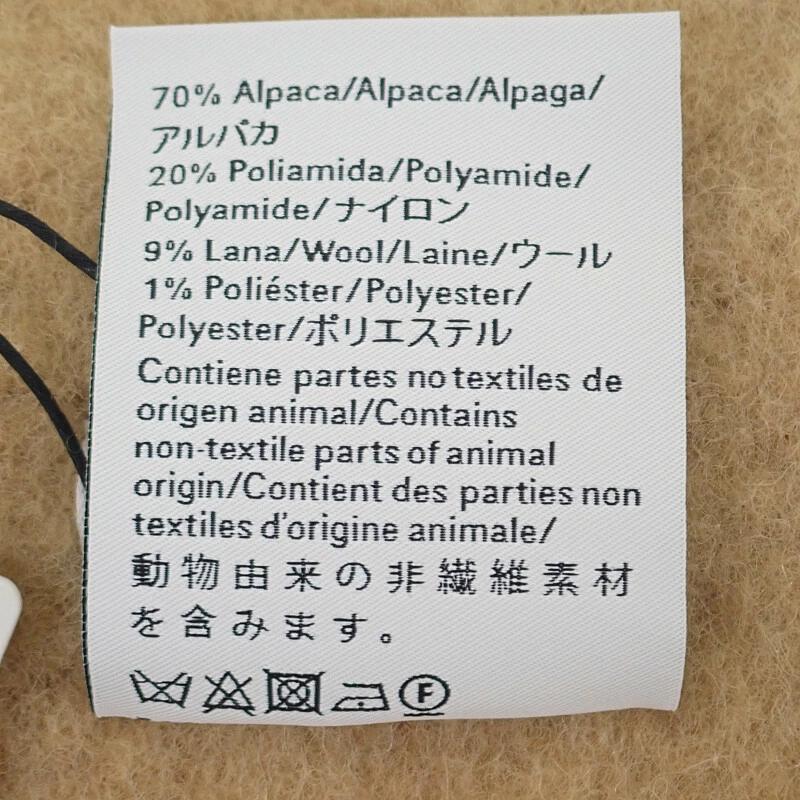 70% Alpaca/Alpaca/Alpaga/
アルパカ
20% Poliamida/Polyamide/
Polyamide/ナイロン
9% Lana/Wool/Laine/ウール
1% Poliéster/Polyester/
Polyester/ポリエステル
Contiene partes no textiles de
origen animal/Contains
non-textile parts of animal
origin/Contient des parties non
textiles d'origine animale/
動物由来の非繊維素材
を含みます。
F